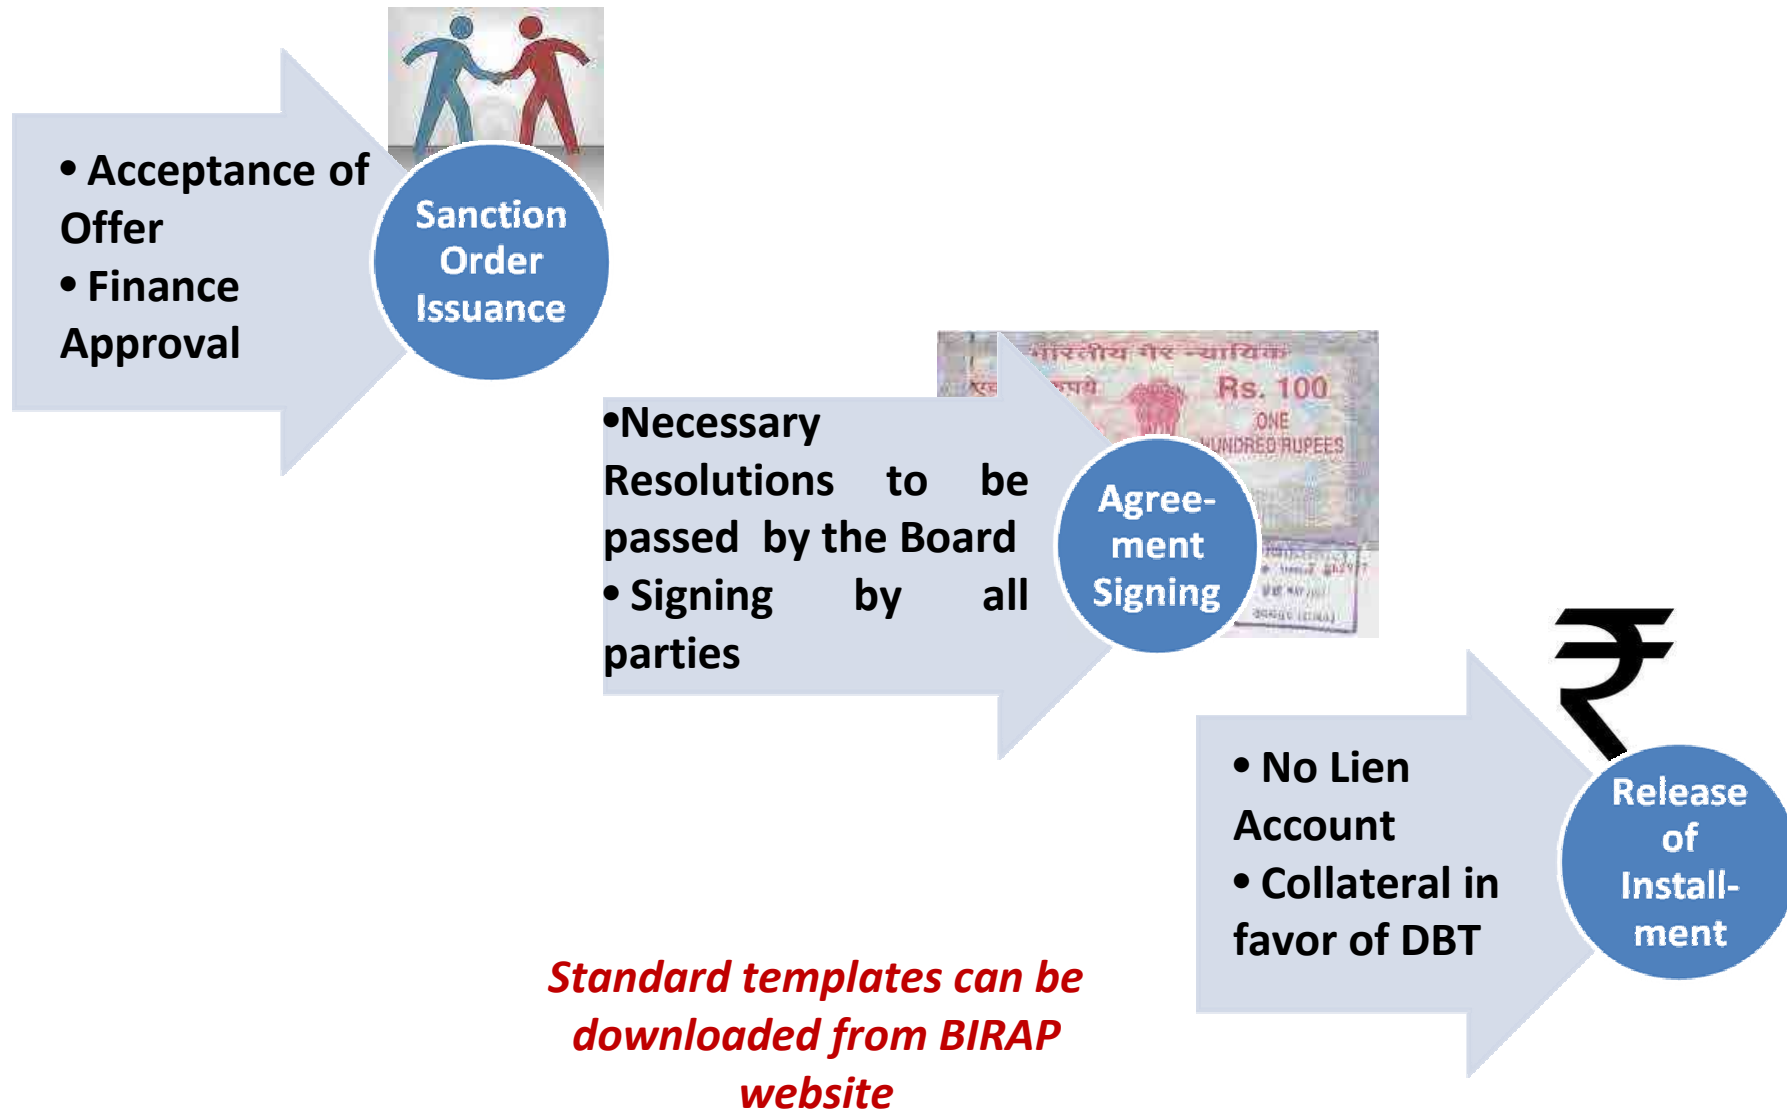 • Acceptance of
Offer
• Finance
Approval
Sanction
Order
Issuance
भारतीय गैर न्यायिक
Rs. 100
ONE
HUNDRED RUPEES
•Necessary
Resolutions to be
passed by the Board
• Signing by all
parties
Agree-
ment
Signing
₹
• No Lien
Account
• Collateral in
favor of DBT
Release
of
Install-
ment
Standard templates can be
downloaded from BIRAP
website